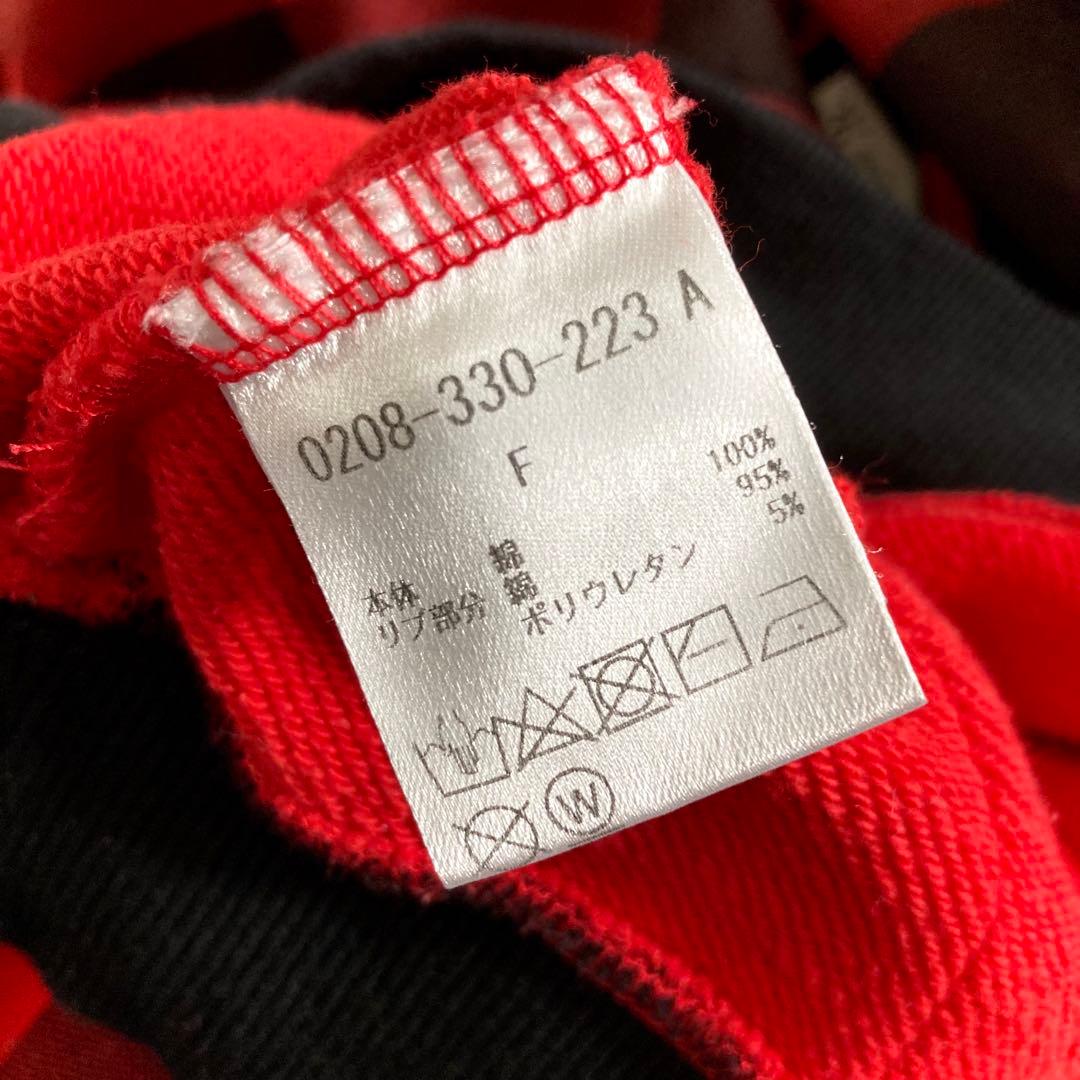 0208-330-223 A
F
本体 綿 100%
リブ部分 綿 95%
ポリウレタン 5%
W